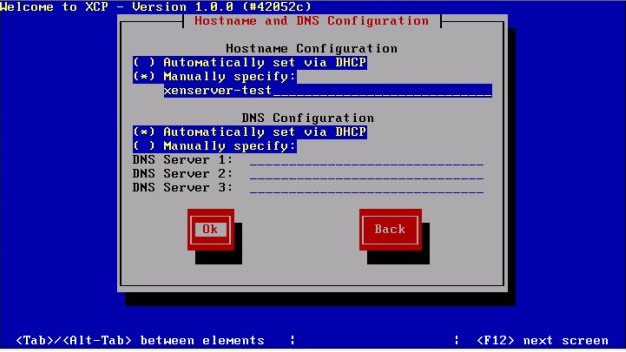 Welcome to XCP - Version 1.0.0 (#42052c)
Hostname and DNS Configuration
Hostname Configuration
( ) Automatically set via DHCP
(*) Manually specify:
xenserver-test____________________________
DNS Configuration
(*) Automatically set via DHCP
( ) Manually specify:
DNS Server 1: ______________________________
DNS Server 2: ______________________________
DNS Server 3: ______________________________
Ok Back
<Tab>/<Alt-Tab> between elements | | <F12> next screen